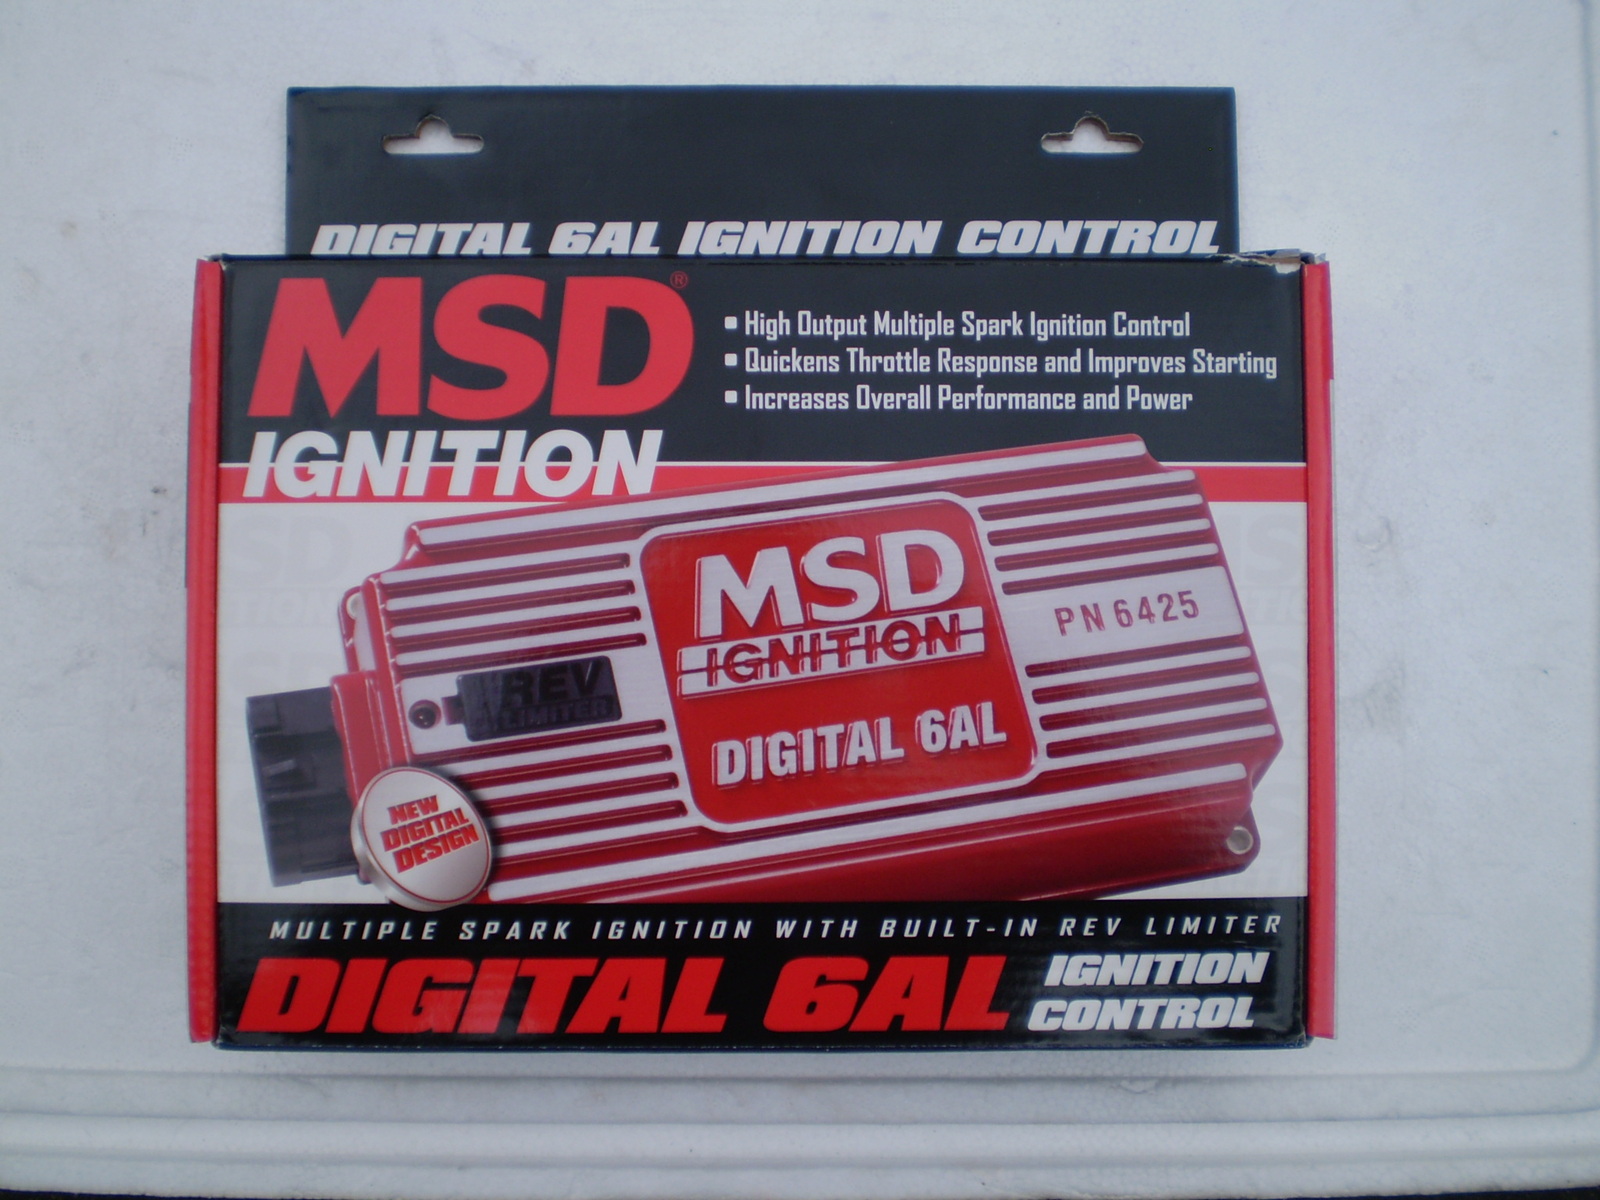 DIGITAL 6AL IGNITION CONTROL
MSD®
IGNITION
▪ High Output Multiple Spark Ignition Control
▪ Quickens Throttle Response and Improves Starting
▪ Increases Overall Performance and Power
MSD
IGNITION
DIGITAL 6AL
PN 6425
REV
LIMITER
NEW
DIGITAL
DESIGN
MULTIPLE SPARK IGNITION WITH BUILT-IN REV LIMITER
DIGITAL 6AL
IGNITION
CONTROL